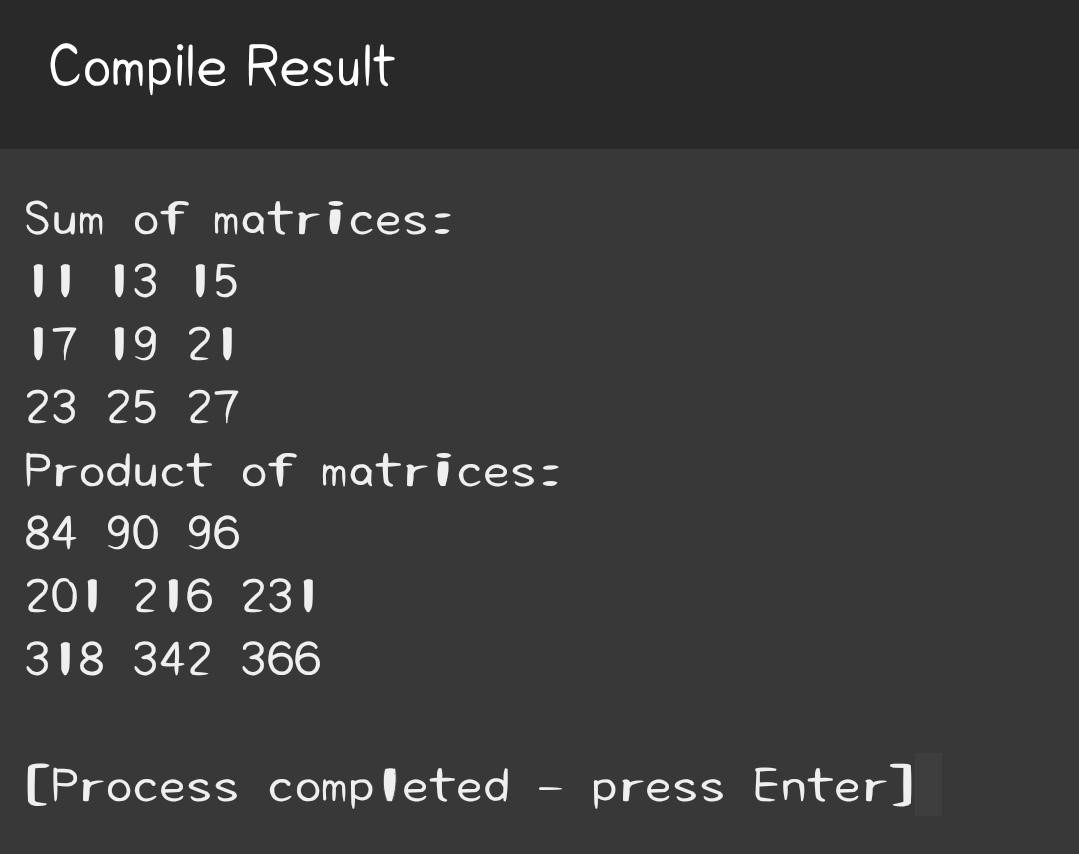 Compile Result
Sum of matrices:
11 13 15
17 19 21
23 25 27
Product of matrices:
84 90 96
201 216 231
318 342 366
[Process completed - press Enter]